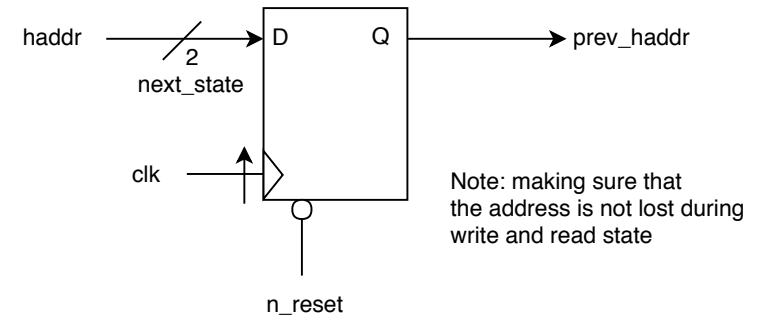 haddr
2
next_state
D
Q
prev_haddr
clk
Note: making sure that
the address is not lost during
write and read state
n_reset